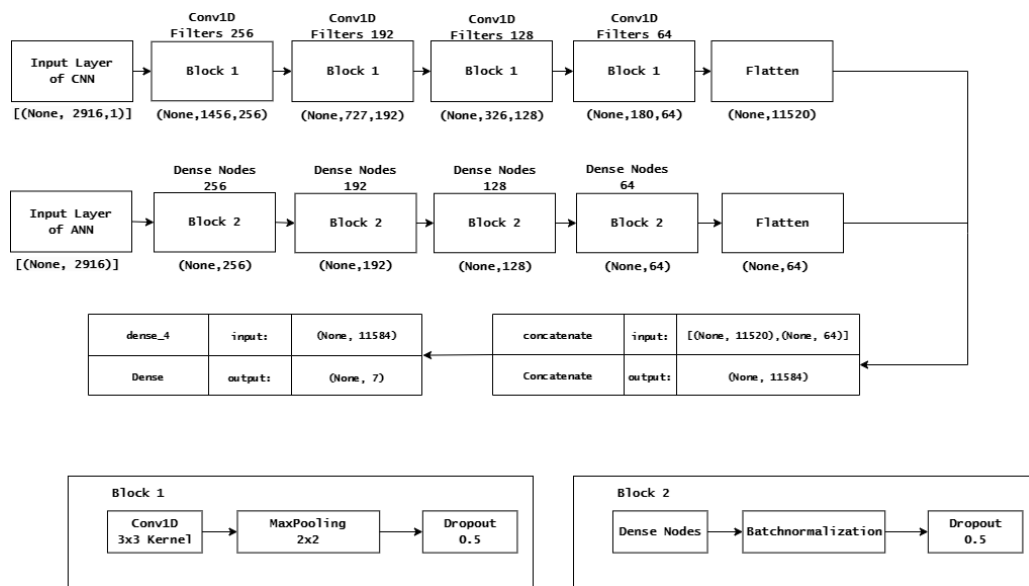 Conv1D
Filters 256
Conv1D
Filters 192
Conv1D
Filters 128
Conv1D
Filters 64
Input Layer
of CNN
Block 1
Block 1
Block 1
Block 1
Flatten
[(None, 2916,1)]
(None,1456,256)
(None,727,192)
(None,326,128)
(None,180,64)
(None,11520)
Dense Nodes
256
Dense Nodes
192
Dense Nodes
128
Dense Nodes
64
Input Layer
of ANN
Block 2
Block 2
Block 2
Block 2
Flatten
[(None, 2916)]
(None,256)
(None,192)
(None,128)
(None,64)
(None,64)
dense_4
input:
(None, 11584)
Dense
output:
(None, 7)
concatenate
input:
[(None, 11520),(None, 64)]
Concatenate
output:
(None, 11584)
Block 1
Conv1D
3x3 Kernel
MaxPooling
2x2
Dropout
0.5
Block 2
Dense Nodes
Batchnormalization
Dropout
0.5